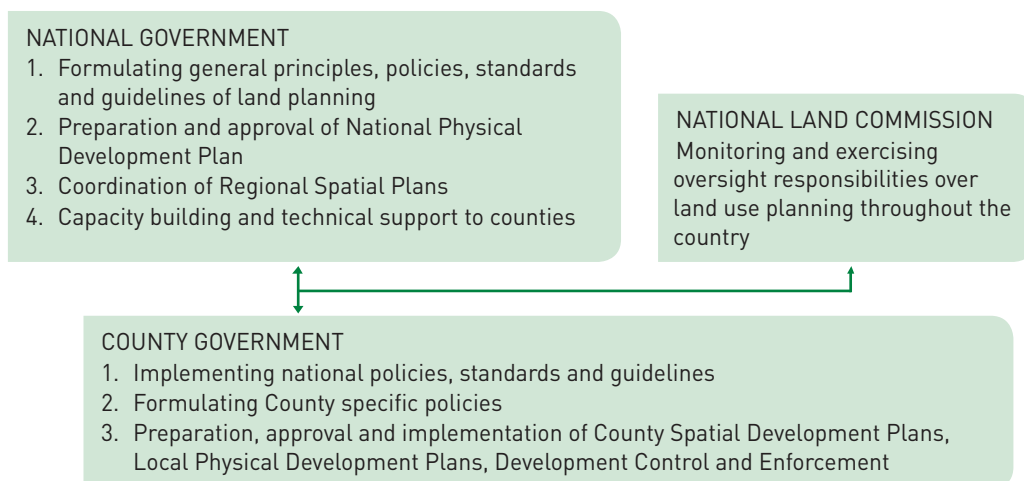 NATIONAL GOVERNMENT
1. Formulating general principles, policies, standards
and guidelines of land planning
2. Preparation and approval of National Physical
Development Plan
3. Coordination of Regional Spatial Plans
4. Capacity building and technical support to counties
NATIONAL LAND COMMISSION
Monitoring and exercising
oversight responsibilities over
land use planning throughout the
country
COUNTY GOVERNMENT
1. Implementing national policies, standards and guidelines
2. Formulating County specific policies
3. Preparation, approval and implementation of County Spatial Development Plans,
Local Physical Development Plans, Development Control and Enforcement